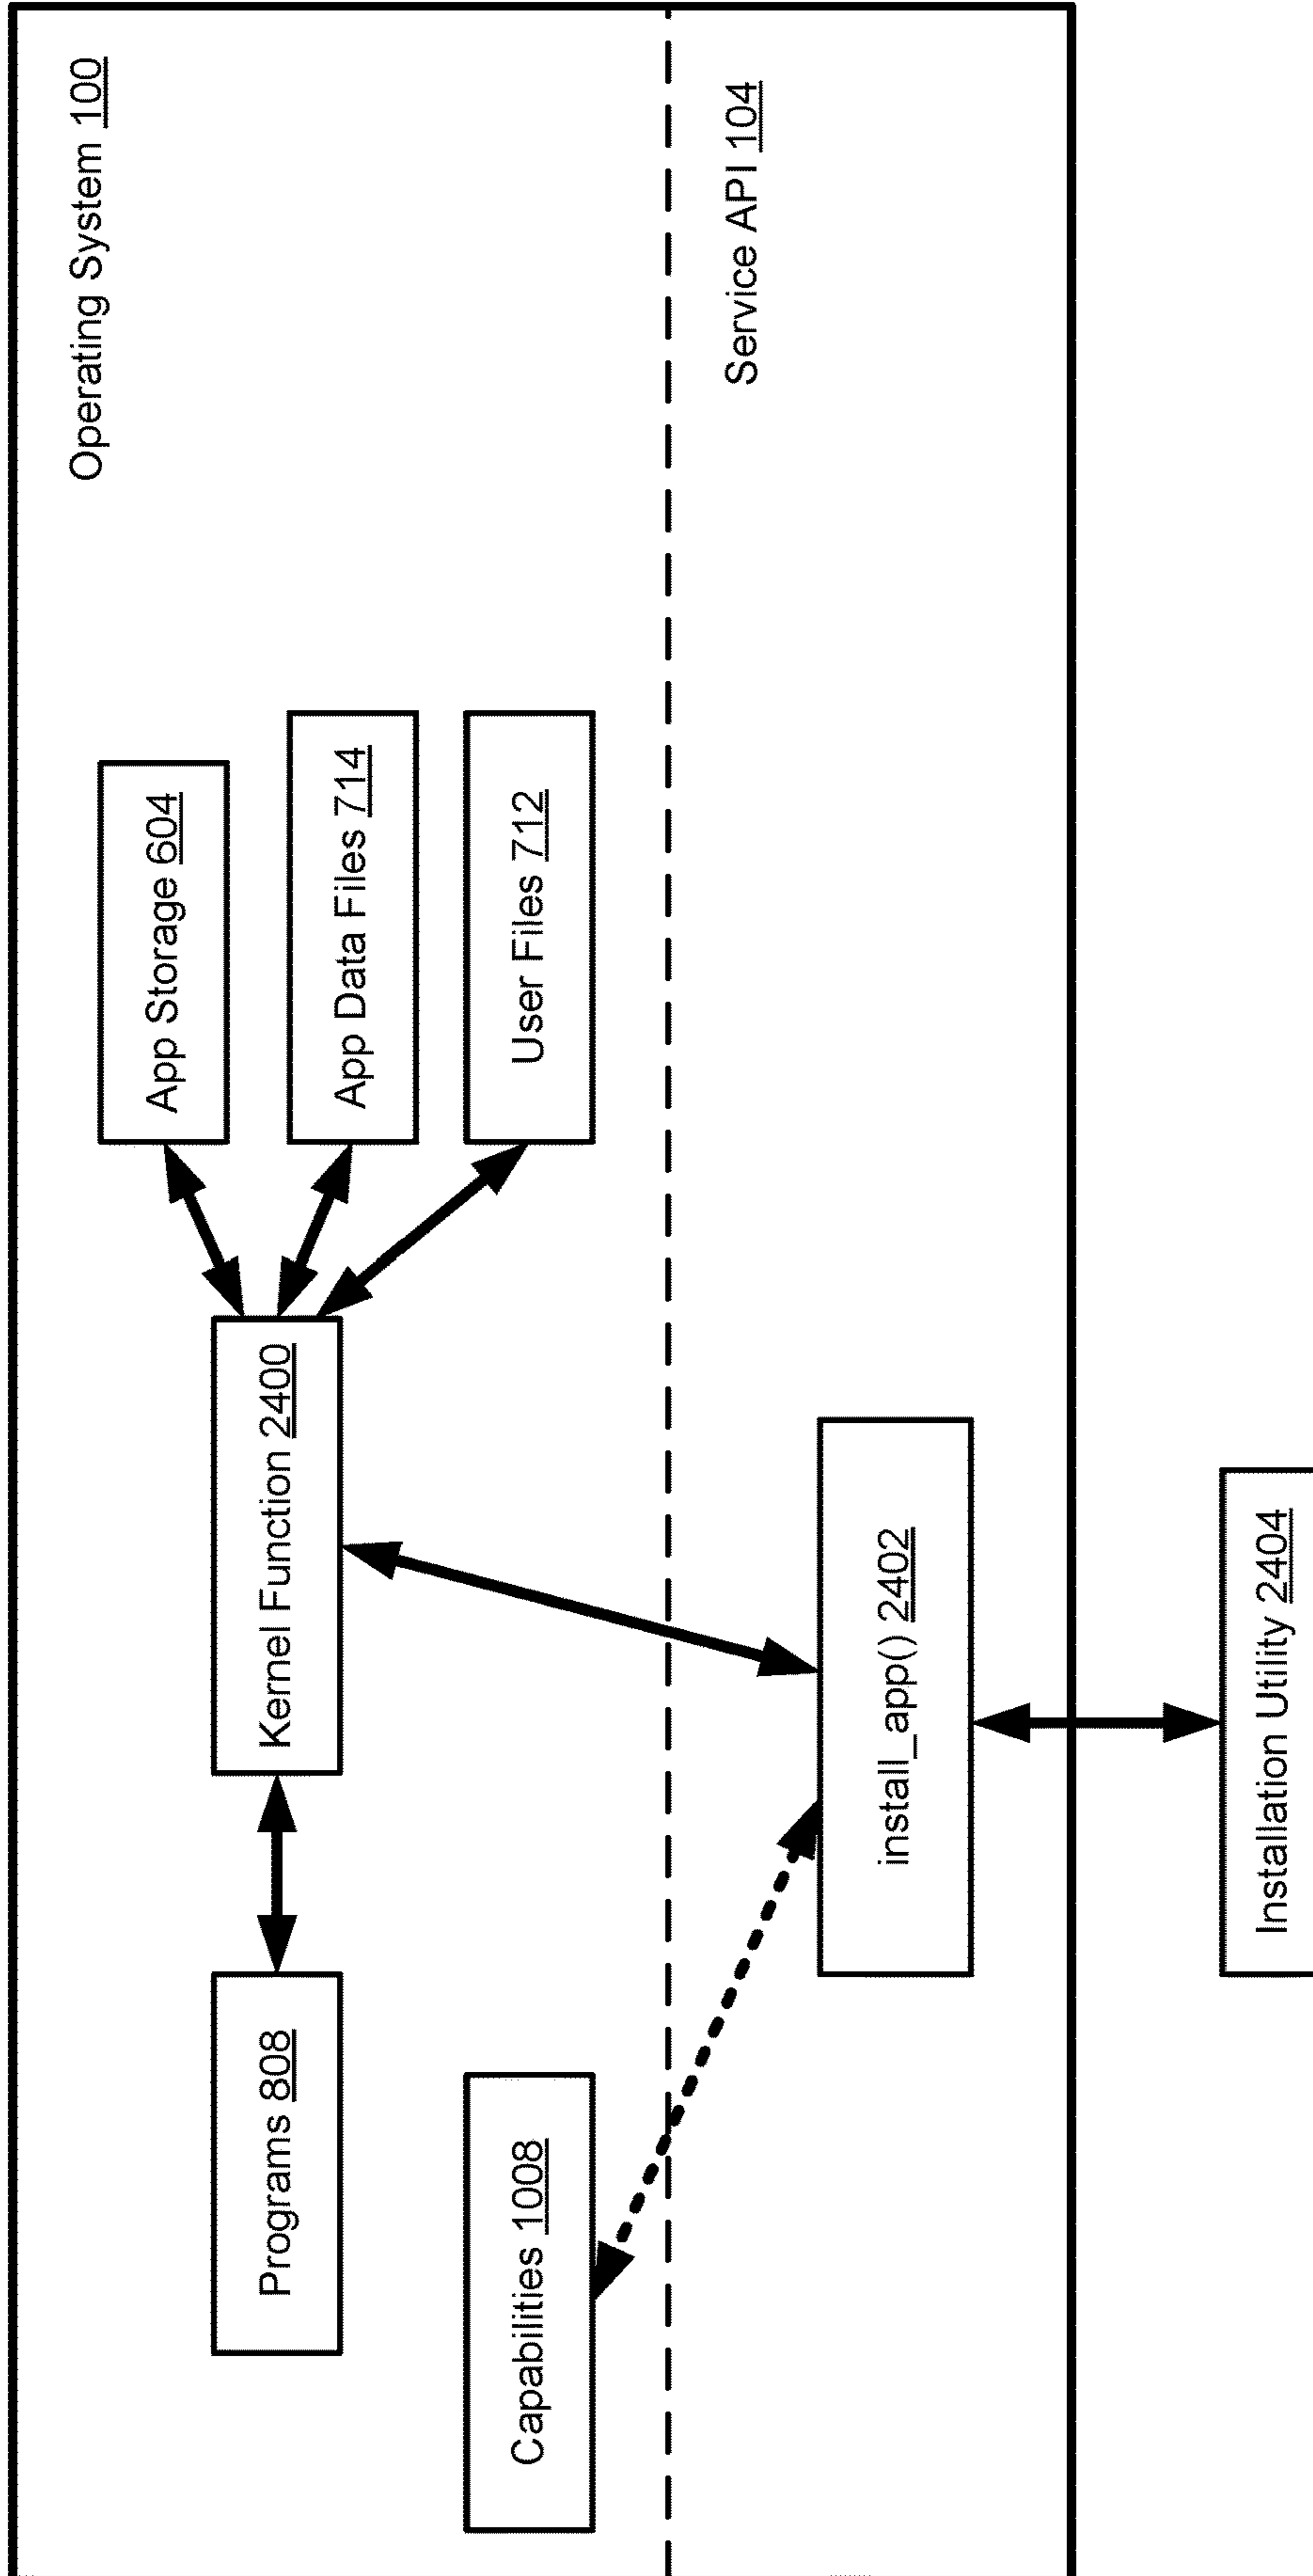 Operating System 100
App Storage 604
Programs 808
Kernel Function 2400
App Data Files 714
Capabilities 1008
User Files 712
Service API 104
install_app() 2402
Installation Utility 2404